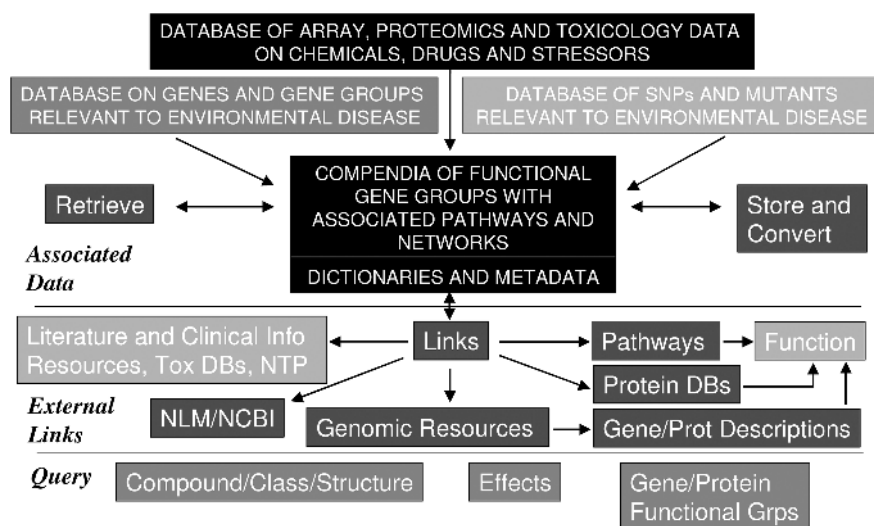 DATABASE OF ARRAY, PROTEOMICS AND TOXICOLOGY DATA
ON CHEMICALS, DRUGS AND STRESSORS
DATABASE ON GENES AND GENE GROUPS
RELEVANT TO ENVIRONMENTAL DISEASE
DATABASE OF SNPs AND MUTANTS
RELEVANT TO ENVIRONMENTAL DISEASE
COMPENDIA OF FUNCTIONAL
GENE GROUPS WITH
ASSOCIATED PATHWAYS AND
NETWORKS
DICTIONARIES AND METADATA
Retrieve
Store and
Convert
Associated
Data
Literature and Clinical Info
Resources, Tox DBs, NTP
Links
Pathways
Function
Protein DBs
External
Links
NLM/NCBI
Genomic Resources
Gene/Prot Descriptions
Query
Compound/Class/Structure
Effects
Gene/Protein
Functional Grps